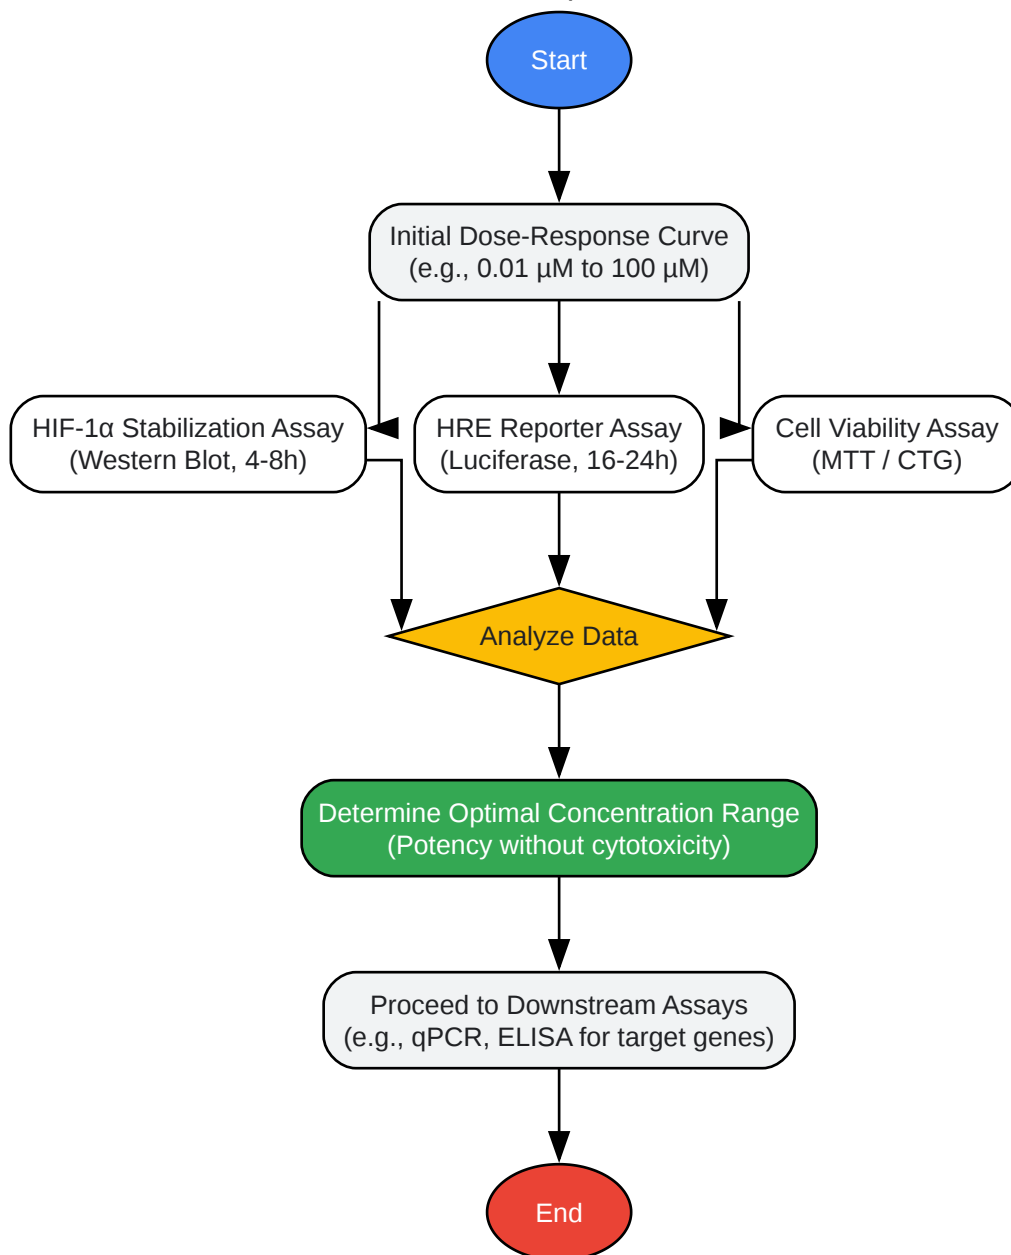 Start
Initial Dose-Response Curve
(e.g., 0.01 µM to 100 µM)
HIF-1α Stabilization Assay
(Western Blot, 4-8h)
HRE Reporter Assay
(Luciferase, 16-24h)
Cell Viability Assay
(MTT / CTG)
Analyze Data
Determine Optimal Concentration Range
(Potency without cytotoxicity)
Proceed to Downstream Assays
(e.g., qPCR, ELISA for target genes)
End